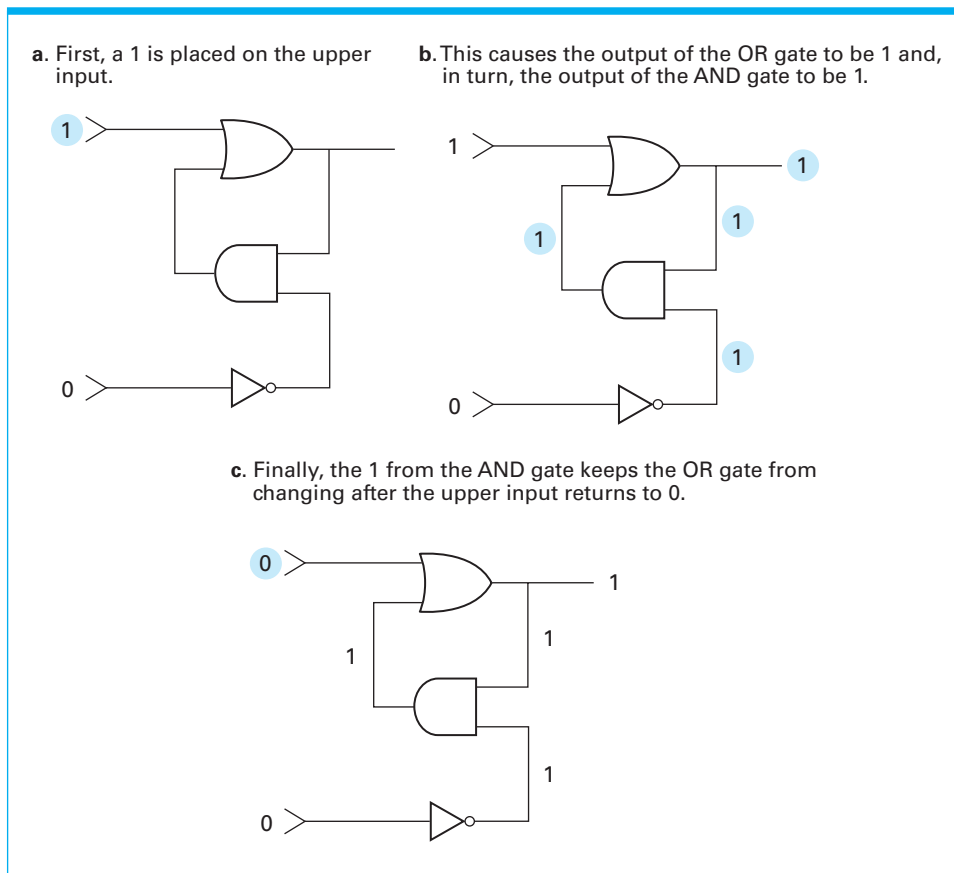 a. First, a 1 is placed on the upper
input.
b. This causes the output of the OR gate to be 1 and,
in turn, the output of the AND gate to be 1.
1
0
1
1
1
1
1
0
c. Finally, the 1 from the AND gate keeps the OR gate from
changing after the upper input returns to 0.
0
1
1
1
1
0